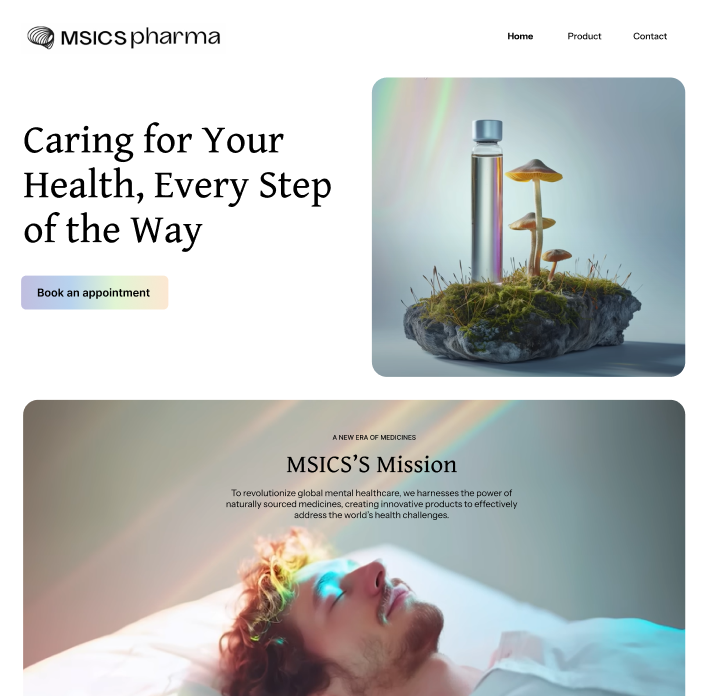 MSICS pharma
Home Product Contact
Caring for Your
Health, Every Step
of the Way
Book an appointment
A NEW ERA OF MEDICINES
MSICS’S Mission
To revolutionize global mental healthcare, we harnesses the power of
naturally sourced medicines, creating innovative products to effectively
address the world’s health challenges.